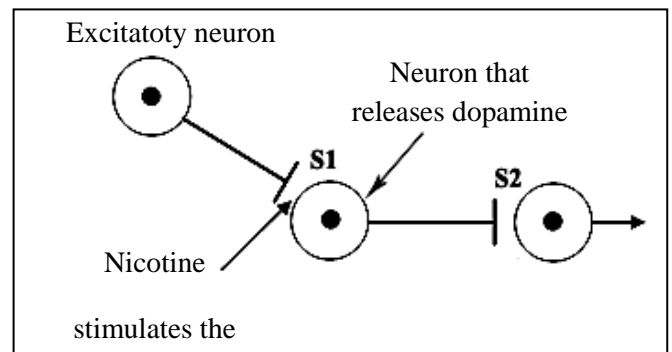 Excitatoty neuron
Neuron that
releases dopamine
S1
S2
Nicotine
stimulates the